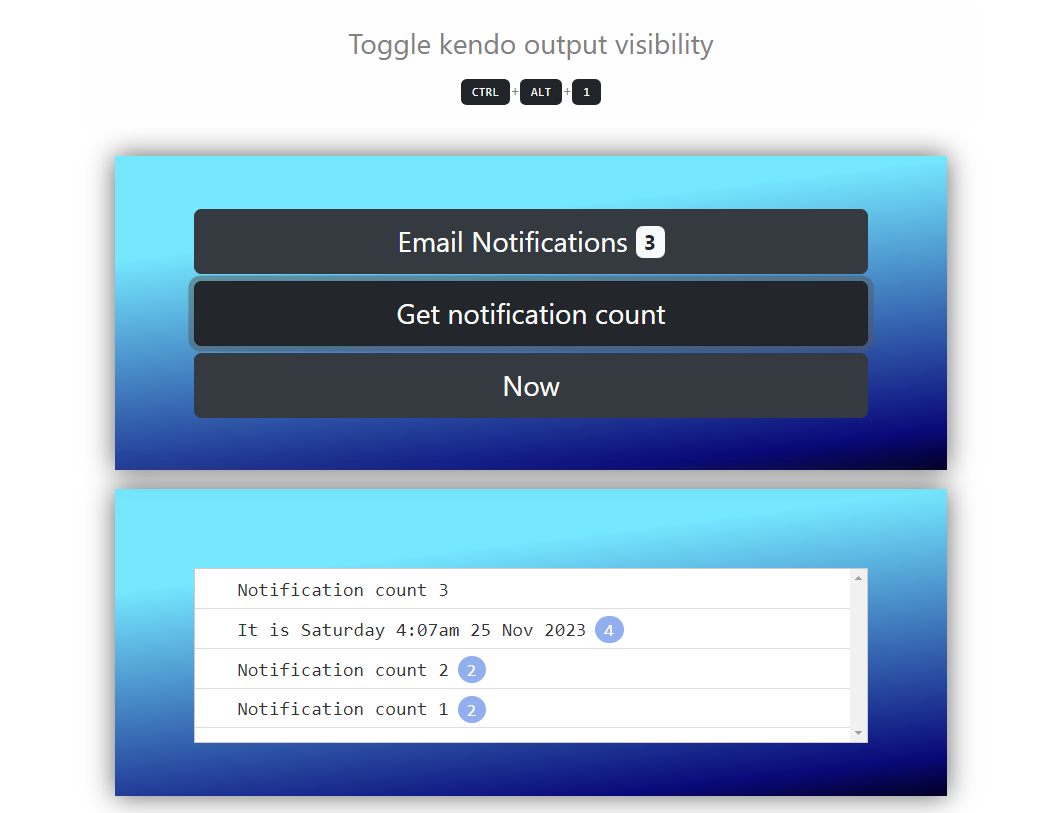 Toggle kendo output visibility
CTRL + ALT + 1
Email Notifications 3
Get notification count
Now
Notification count 3
It is Saturday 4:07am 25 Nov 2023 4
Notification count 2 2
Notification count 1 2